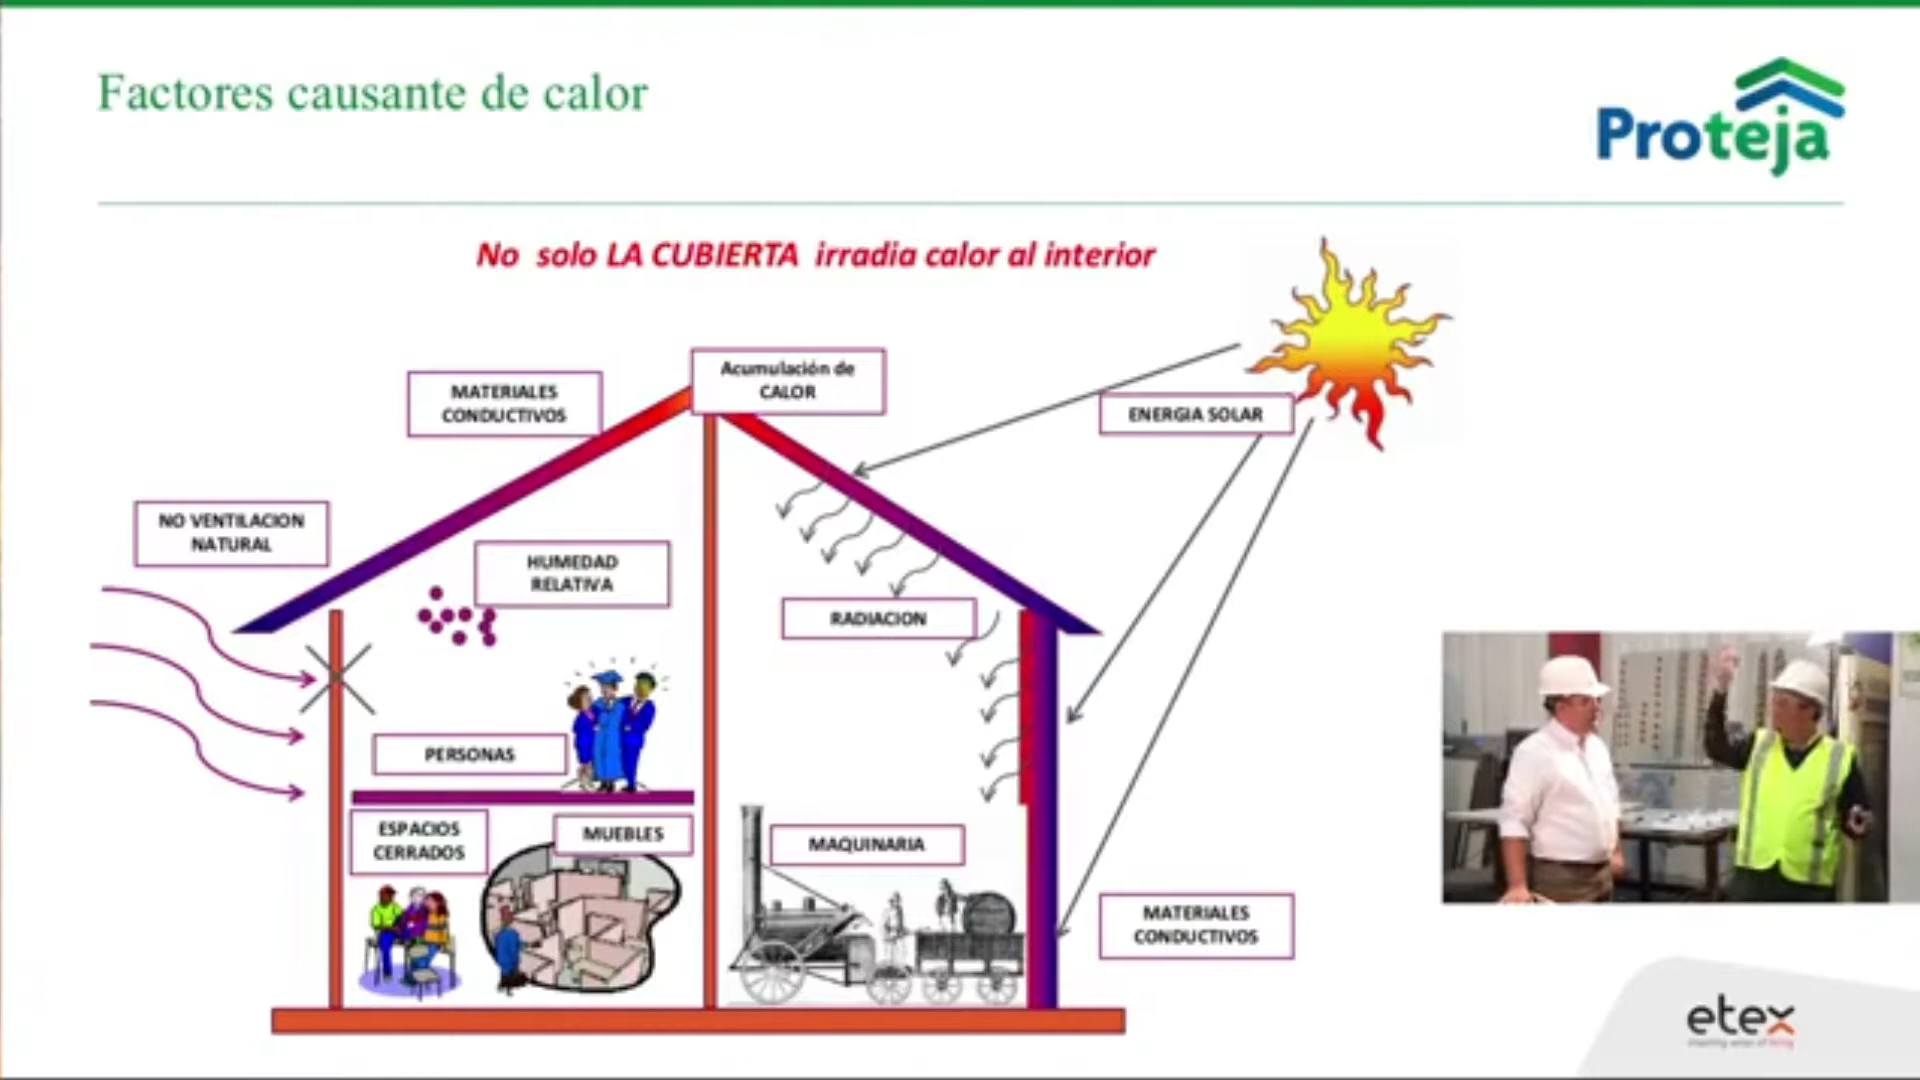 Factores causante de calor
Proteja
No solo LA CUBIERTA irradia calor al interior
Acumulación de
CALOR
MATERIALES
CONDUCTIVOS
ENERGIA SOLAR
NO VENTILACION
NATURAL
HUMEDAD
RELATIVA
RADIACION
PERSONAS
ESPACIOS
CERRADOS
MUEBLES
MAQUINARIA
MATERIALES
CONDUCTIVOS
etex